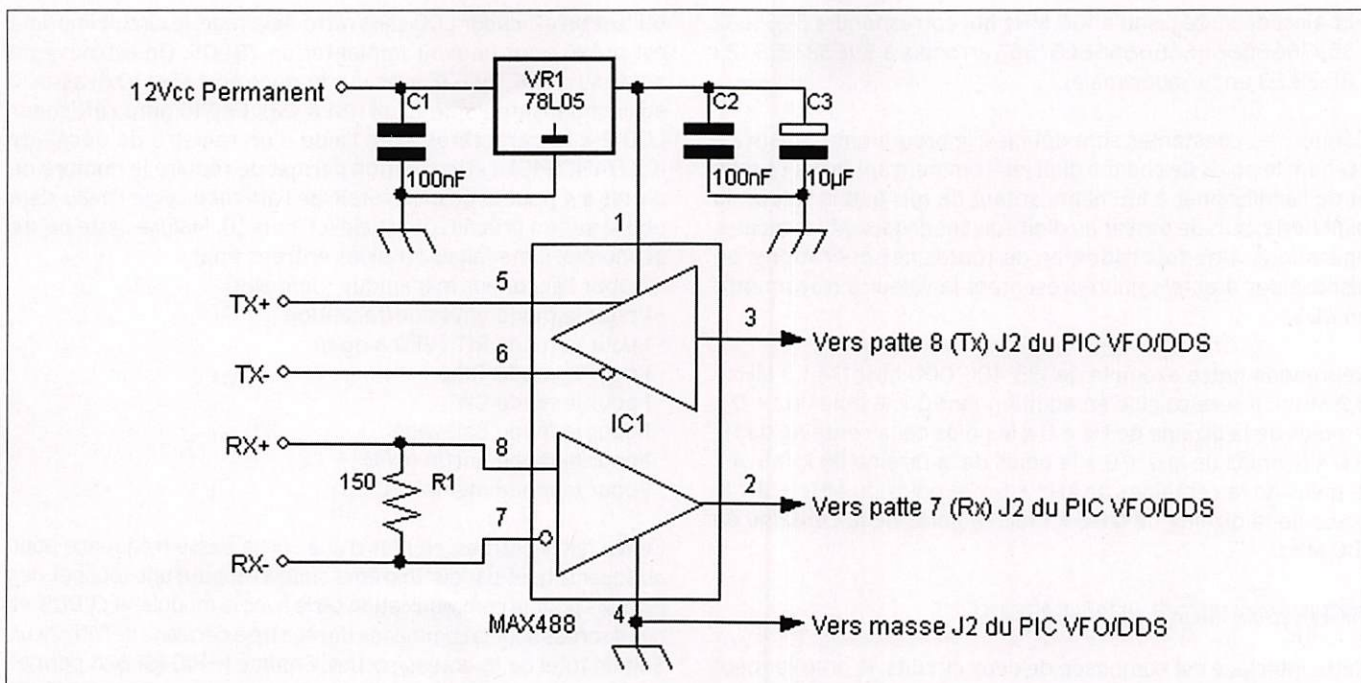 12Vcc Permanent
C1
VR1
78L05
C2
C3
100nF
100nF
10µF
1
5
TX+
3
Vers patte 8 (Tx) J2 du PIC VFO/DDS
6
TX-
IC1
RX+
8
150
R1
2
Vers patte 7 (Rx) J2 du PIC VFO/DDS
7
RX-
MAX488
4
Vers masse J2 du PIC VFO/DDS